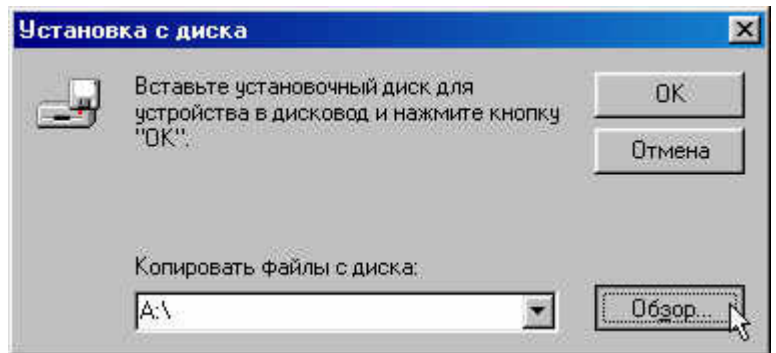 Установка с диска
Вставьте установочный диск для
устройства в дисковод и нажмите кнопку
"ОК".
ОК
Отмена
Копировать файлы с диска:
A:\
Обзор...